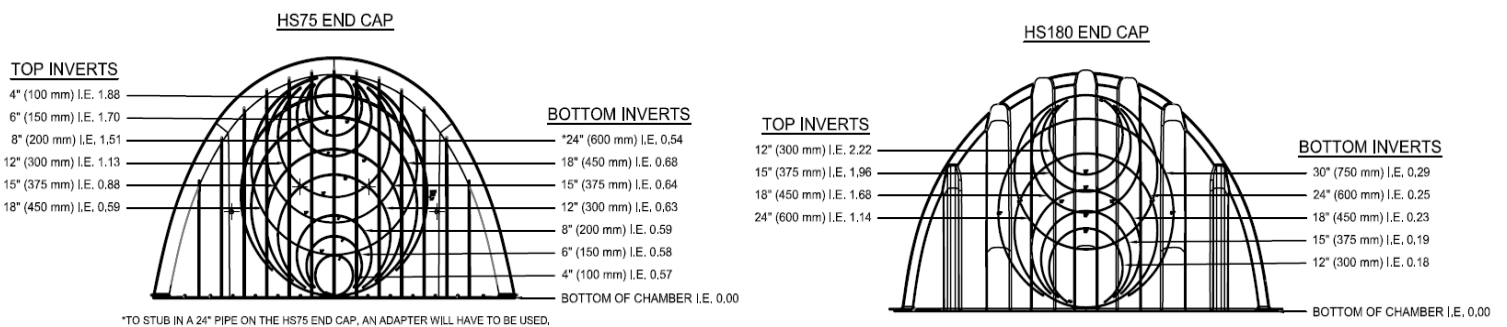 HS75 END CAP
TOP INVERTS
4" (100 mm) I.E. 1.88
6" (150 mm) I.E. 1.70
8" (200 mm) I.E. 1.51
12" (300 mm) I.E. 1.13
15" (375 mm) I.E. 0.88
18" (450 mm) I.E. 0.59
BOTTOM INVERTS
*24" (600 mm) I.E. 0.54
18" (450 mm) I.E. 0.68
15" (375 mm) I.E. 0.64
12" (300 mm) I.E. 0.63
8" (200 mm) I.E. 0.59
6" (150 mm) I.E. 0.58
4" (100 mm) I.E. 0.57
BOTTOM OF CHAMBER I.E. 0.00
*TO STUB IN A 24" PIPE ON THE HS75 END CAP, AN ADAPTER WILL HAVE TO BE USED.
HS180 END CAP
TOP INVERTS
12" (300 mm) I.E. 2.22
15" (375 mm) I.E. 1.96
18" (450 mm) I.E. 1.68
24" (600 mm) I.E. 1.14
BOTTOM INVERTS
30" (750 mm) I.E. 0.29
24" (600 mm) I.E. 0.25
18" (450 mm) I.E. 0.23
15" (375 mm) I.E. 0.19
12" (300 mm) I.E. 0.18
BOTTOM OF CHAMBER I.E. 0.00